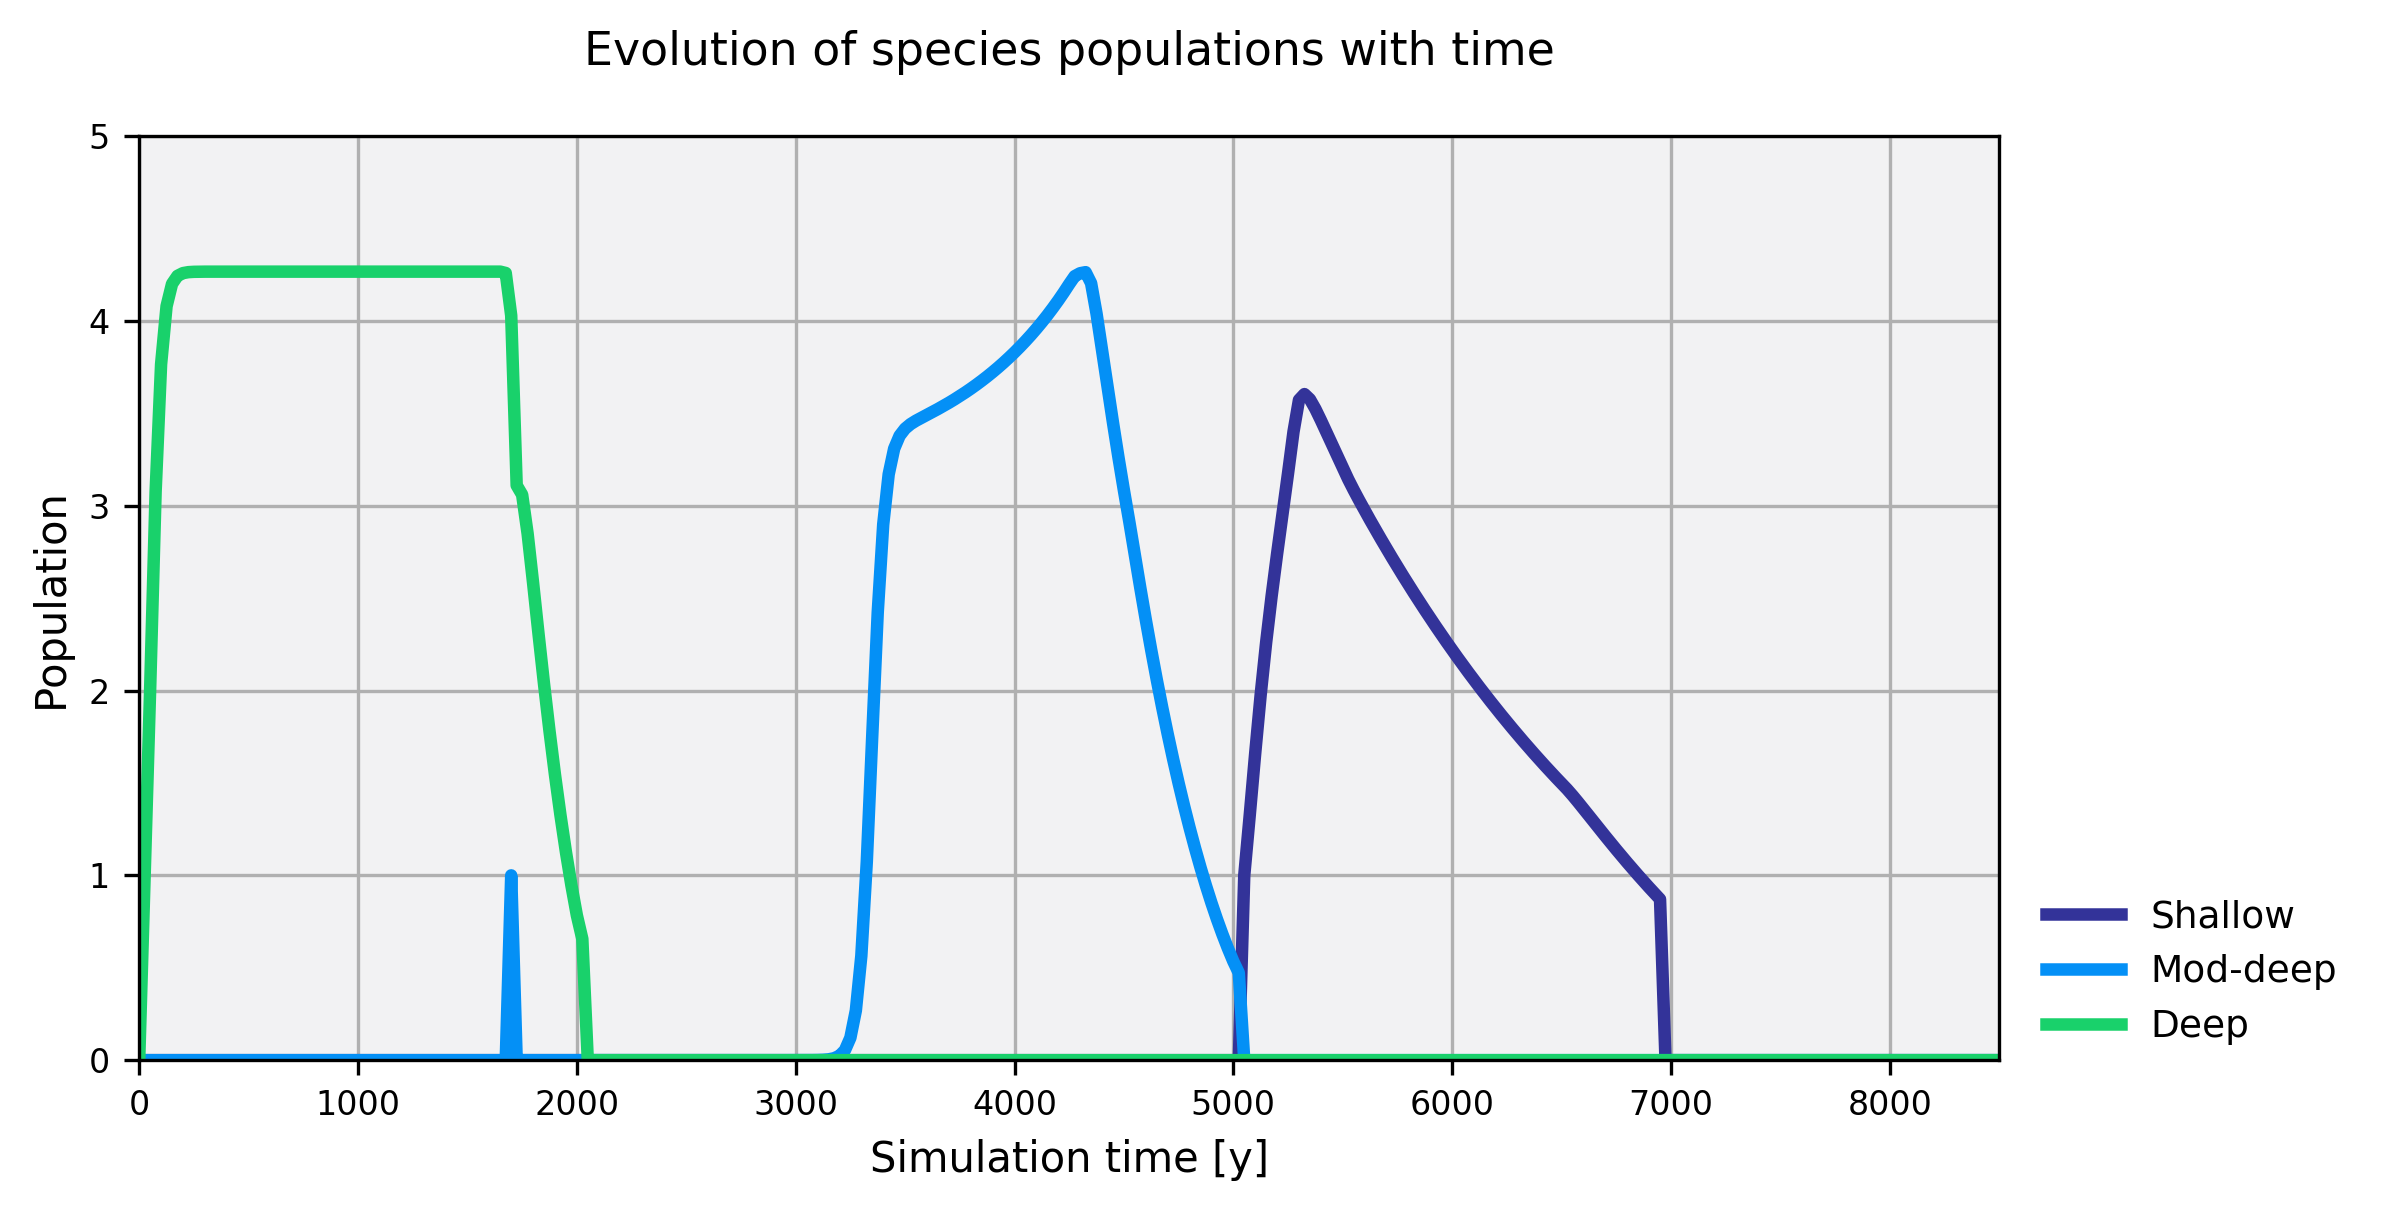 Evolution of species populations with time
Population
5
4
3
2
1
0
0 1000 2000 3000 4000 5000 6000 7000 8000
Simulation time [y]
Shallow
Mod-deep
Deep